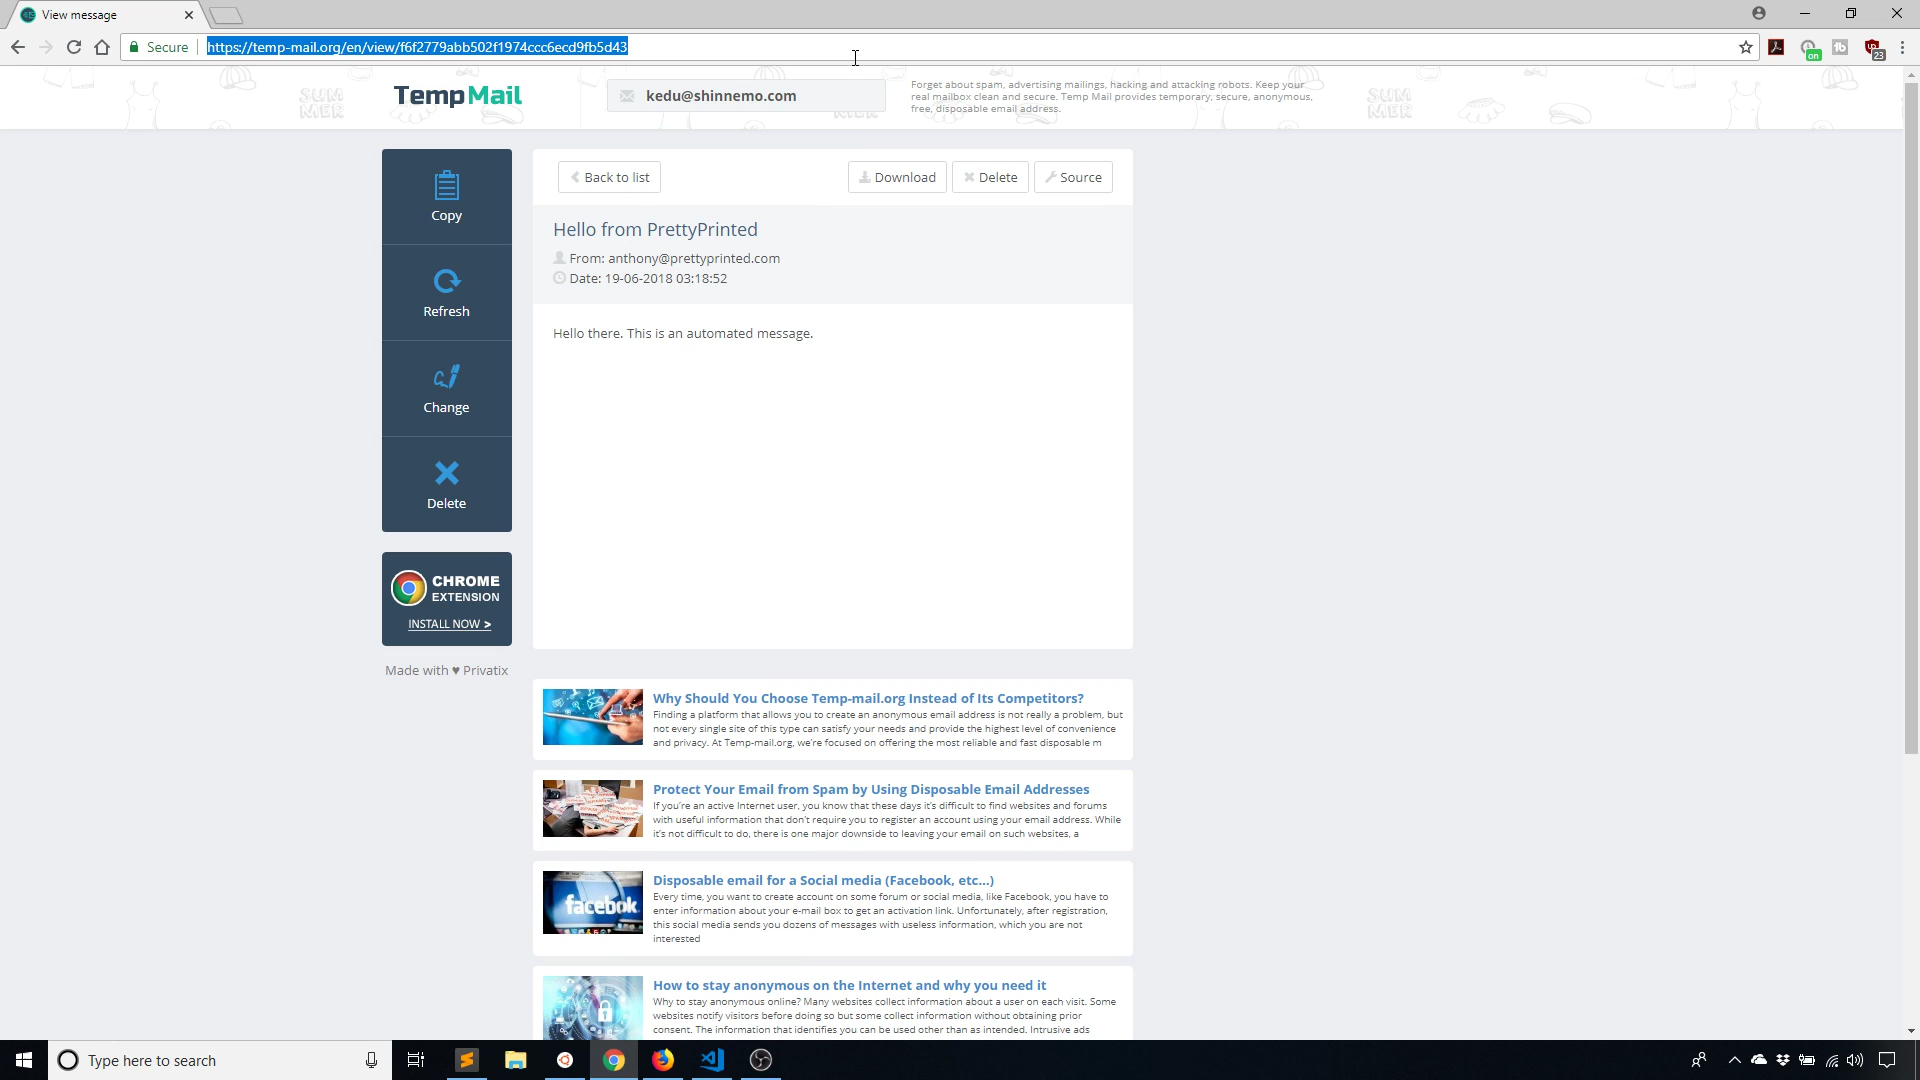 View message
Secure
https://temp-mail.org/en/view/f6f2779abb502f1974ccc6ecd9fb5d43
on
23
TempMail
kedu@shinnemo.com
Forget about spam, advertising mailings, hacking and attacking robots. Keep your
real mailbox clean and secure. Temp Mail provides temporary, secure, anonymous,
free, disposable email address.
SUM
MER
SUM
MER
Copy
Refresh
Change
Delete
CHROME
EXTENSION
INSTALL NOW >
Made with ♥ Privatix
Back to list
Download
Delete
Source
Hello from PrettyPrinted
From: anthony@prettyprinted.com
Date: 19-06-2018 03:18:52
Hello there. This is an automated message.
Why Should You Choose Temp-mail.org Instead of Its Competitors?
Finding a platform that allows you to create an anonymous email address is not really a problem, but
not every single site of this type can satisfy your needs and provide the highest level of convenience
and privacy. At Temp-mail.org, we're focused on offering the most reliable and fast disposable m
Protect Your Email from Spam by Using Disposable Email Addresses
If you're an active Internet user, you know that these days it's difficult to find websites and forums
with useful information that don't require you to register an account using your email address. While
it's not difficult to do, there is one major downside to leaving your email on such websites, a
facebook
Disposable email for a Social media (Facebook, etc...)
Every time, you want to create account on some forum or social media, like Facebook, you have to
enter information about your e-mail box to get an activation link. Unfortunately, after registration,
this social media sends you dozens of messages with useless information, which you are not
interested
How to stay anonymous on the Internet and why you need it
Why to stay anonymous online? Many websites collect information about a user on each visit. Some
websites notify visitors before doing so but some collect information without obtaining prior
consent. The information that identifies you can be used other than as intended. Intrusive ads
Type here to search